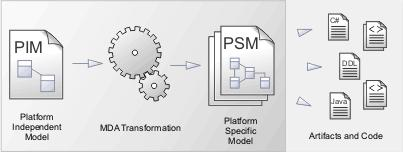 PIM
PSM
C#
<>
DDL
Java
<>
Platform
Independent
Model
MDA Transformation
Platform
Specific
Model
Artifacts and Code